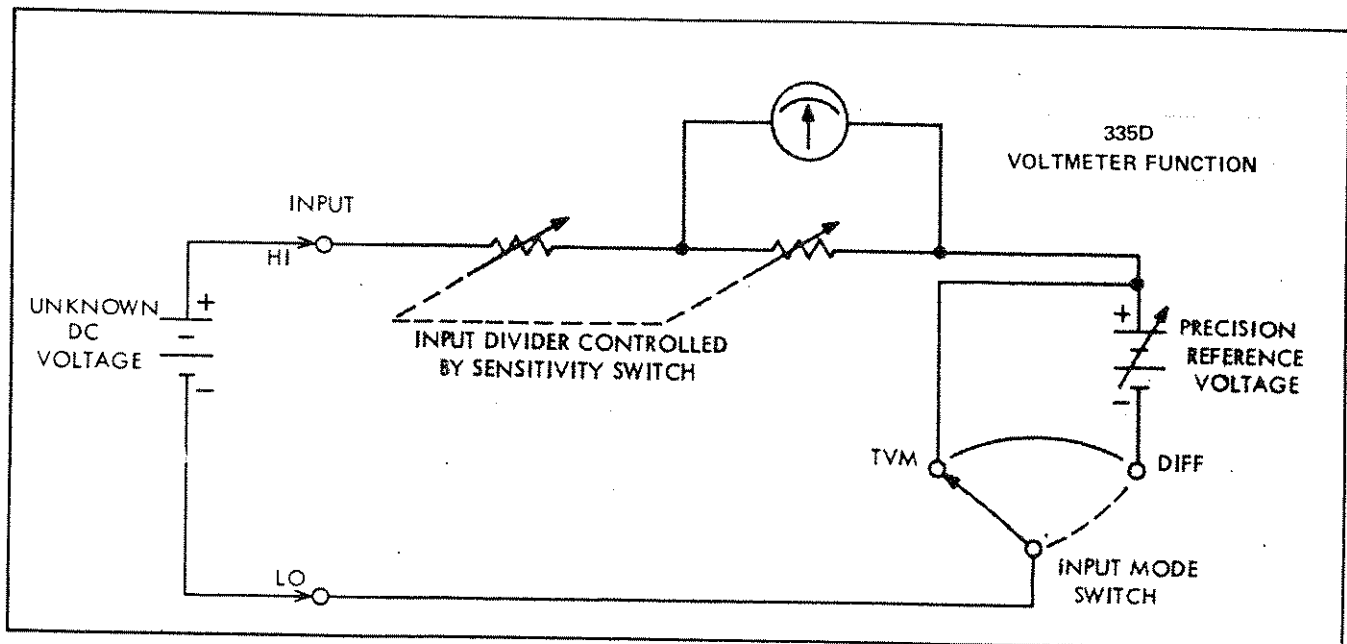 335D
VOLTMETER FUNCTION
INPUT
HI
UNKNOWN
DC
VOLTAGE
+
−
INPUT DIVIDER CONTROLLED
BY SENSITIVITY SWITCH
+
−
PRECISION
REFERENCE
VOLTAGE
TVM
DIFF
LO
INPUT MODE
SWITCH